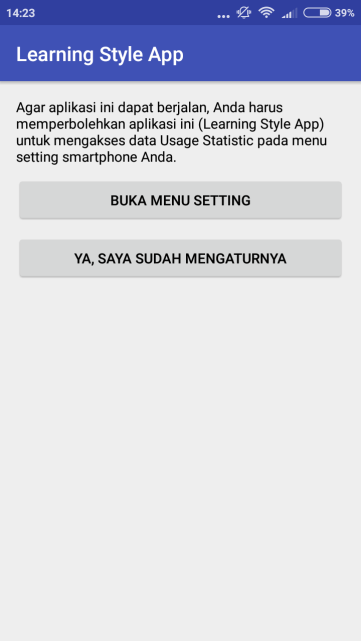 14:23
39%
Learning Style App
Agar aplikasi ini dapat berjalan, Anda harus
memperbolehkan aplikasi ini (Learning Style App)
untuk mengakses data Usage Statistic pada menu
setting smartphone Anda.
BUKA MENU SETTING
YA, SAYA SUDAH MENGATURNYA